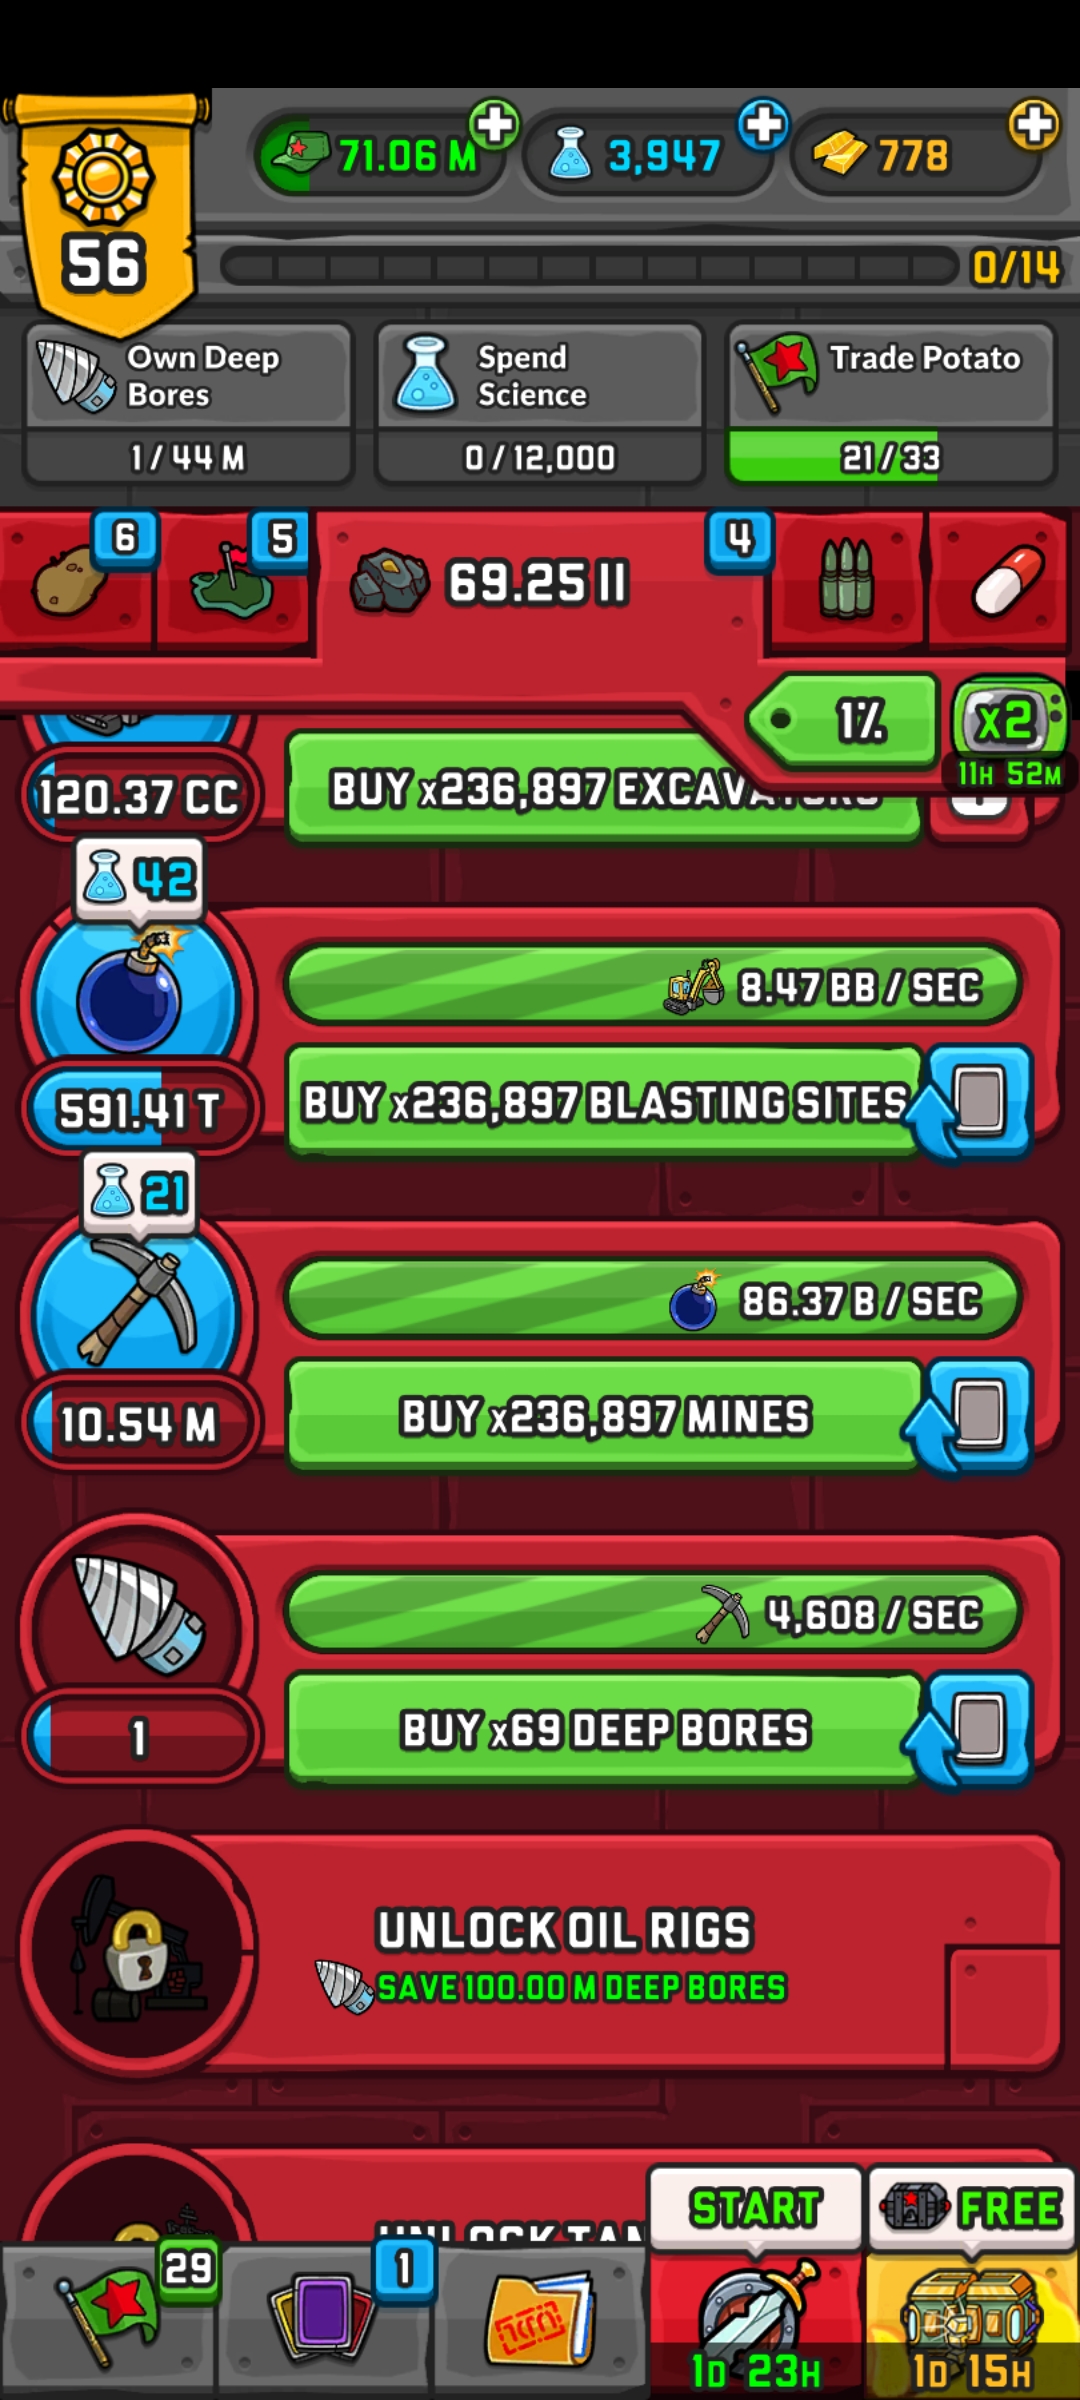 71.06 M
3,947
778
56
0/14
Own Deep
Bores
1 / 44 M
Spend
Science
0 / 12,000
Trade Potato
21 / 33
6
5
69.25 II
4
1%
x2
11H 52M
120.37 CC
BUY x236,897 EXCAVATORS
42
8.47 BB / SEC
591.41 T
BUY x236,897 BLASTING SITES
21
86.37 B / SEC
10.54 M
BUY x236,897 MINES
4,608 / SEC
1
BUY x69 DEEP BORES
UNLOCK OIL RIGS
SAVE 100.00 M DEEP BORES
UNLOCK
START
FREE
29
1
1D 23H
1D 15H